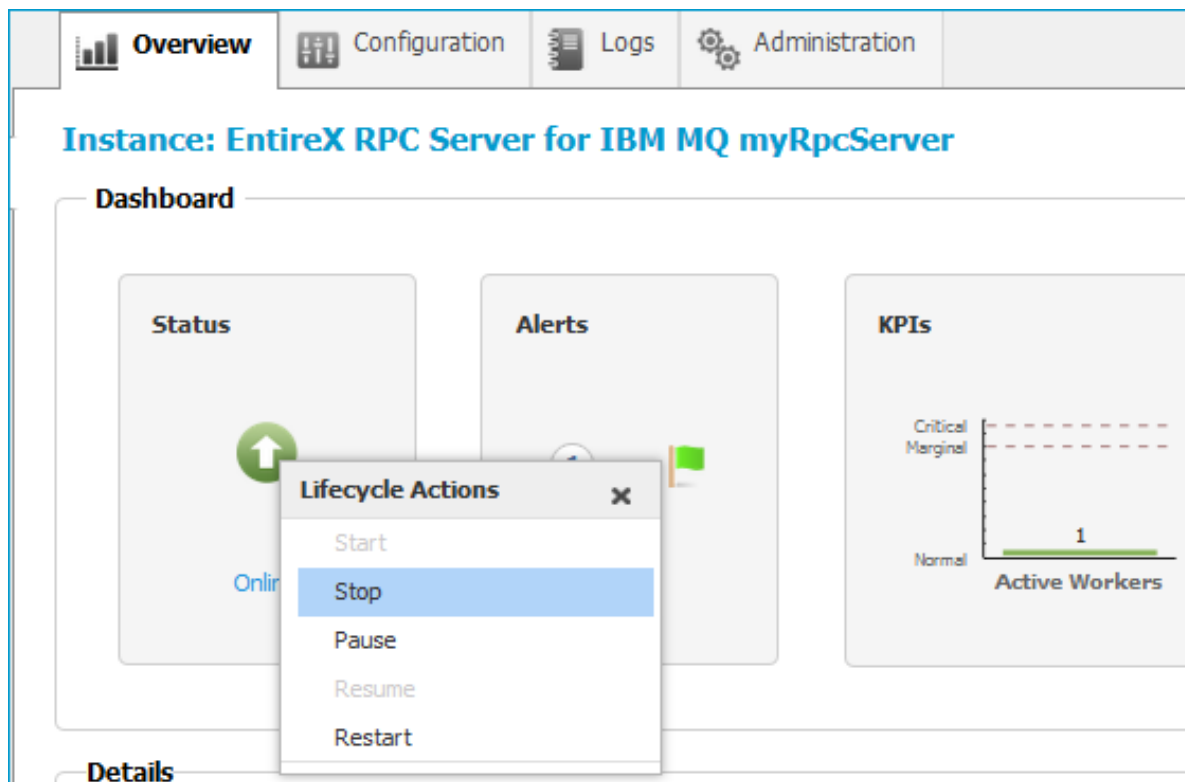 Overview Configuration Logs Administration
Instance: EntireX RPC Server for IBM MQ myRpcServer
Dashboard
Status
Alerts
KPIs
Critical
Marginal
Normal
1
Active Workers
Lifecycle Actions
Start
Stop
Pause
Resume
Restart
Details